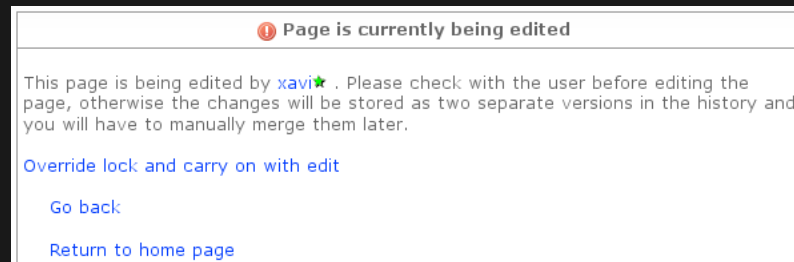 Page is currently being edited
This page is being edited by xavi . Please check with the user before editing the
page, otherwise the changes will be stored as two separate versions in the history and
you will have to manually merge them later.
Override lock and carry on with edit
Go back
Return to home page